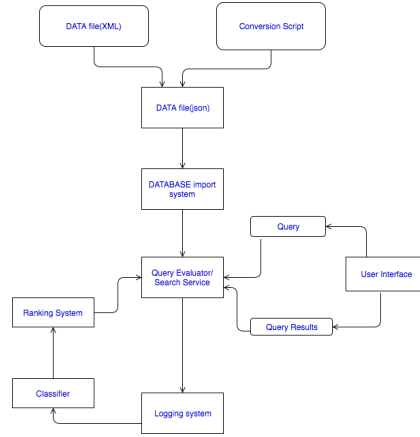 DATA file(XML)
Conversion Script
DATA file(json)
DATABASE import
system
Query
Query Evaluator/
Search Service
User Interface
Ranking System
Query Results
Classifier
Logging system